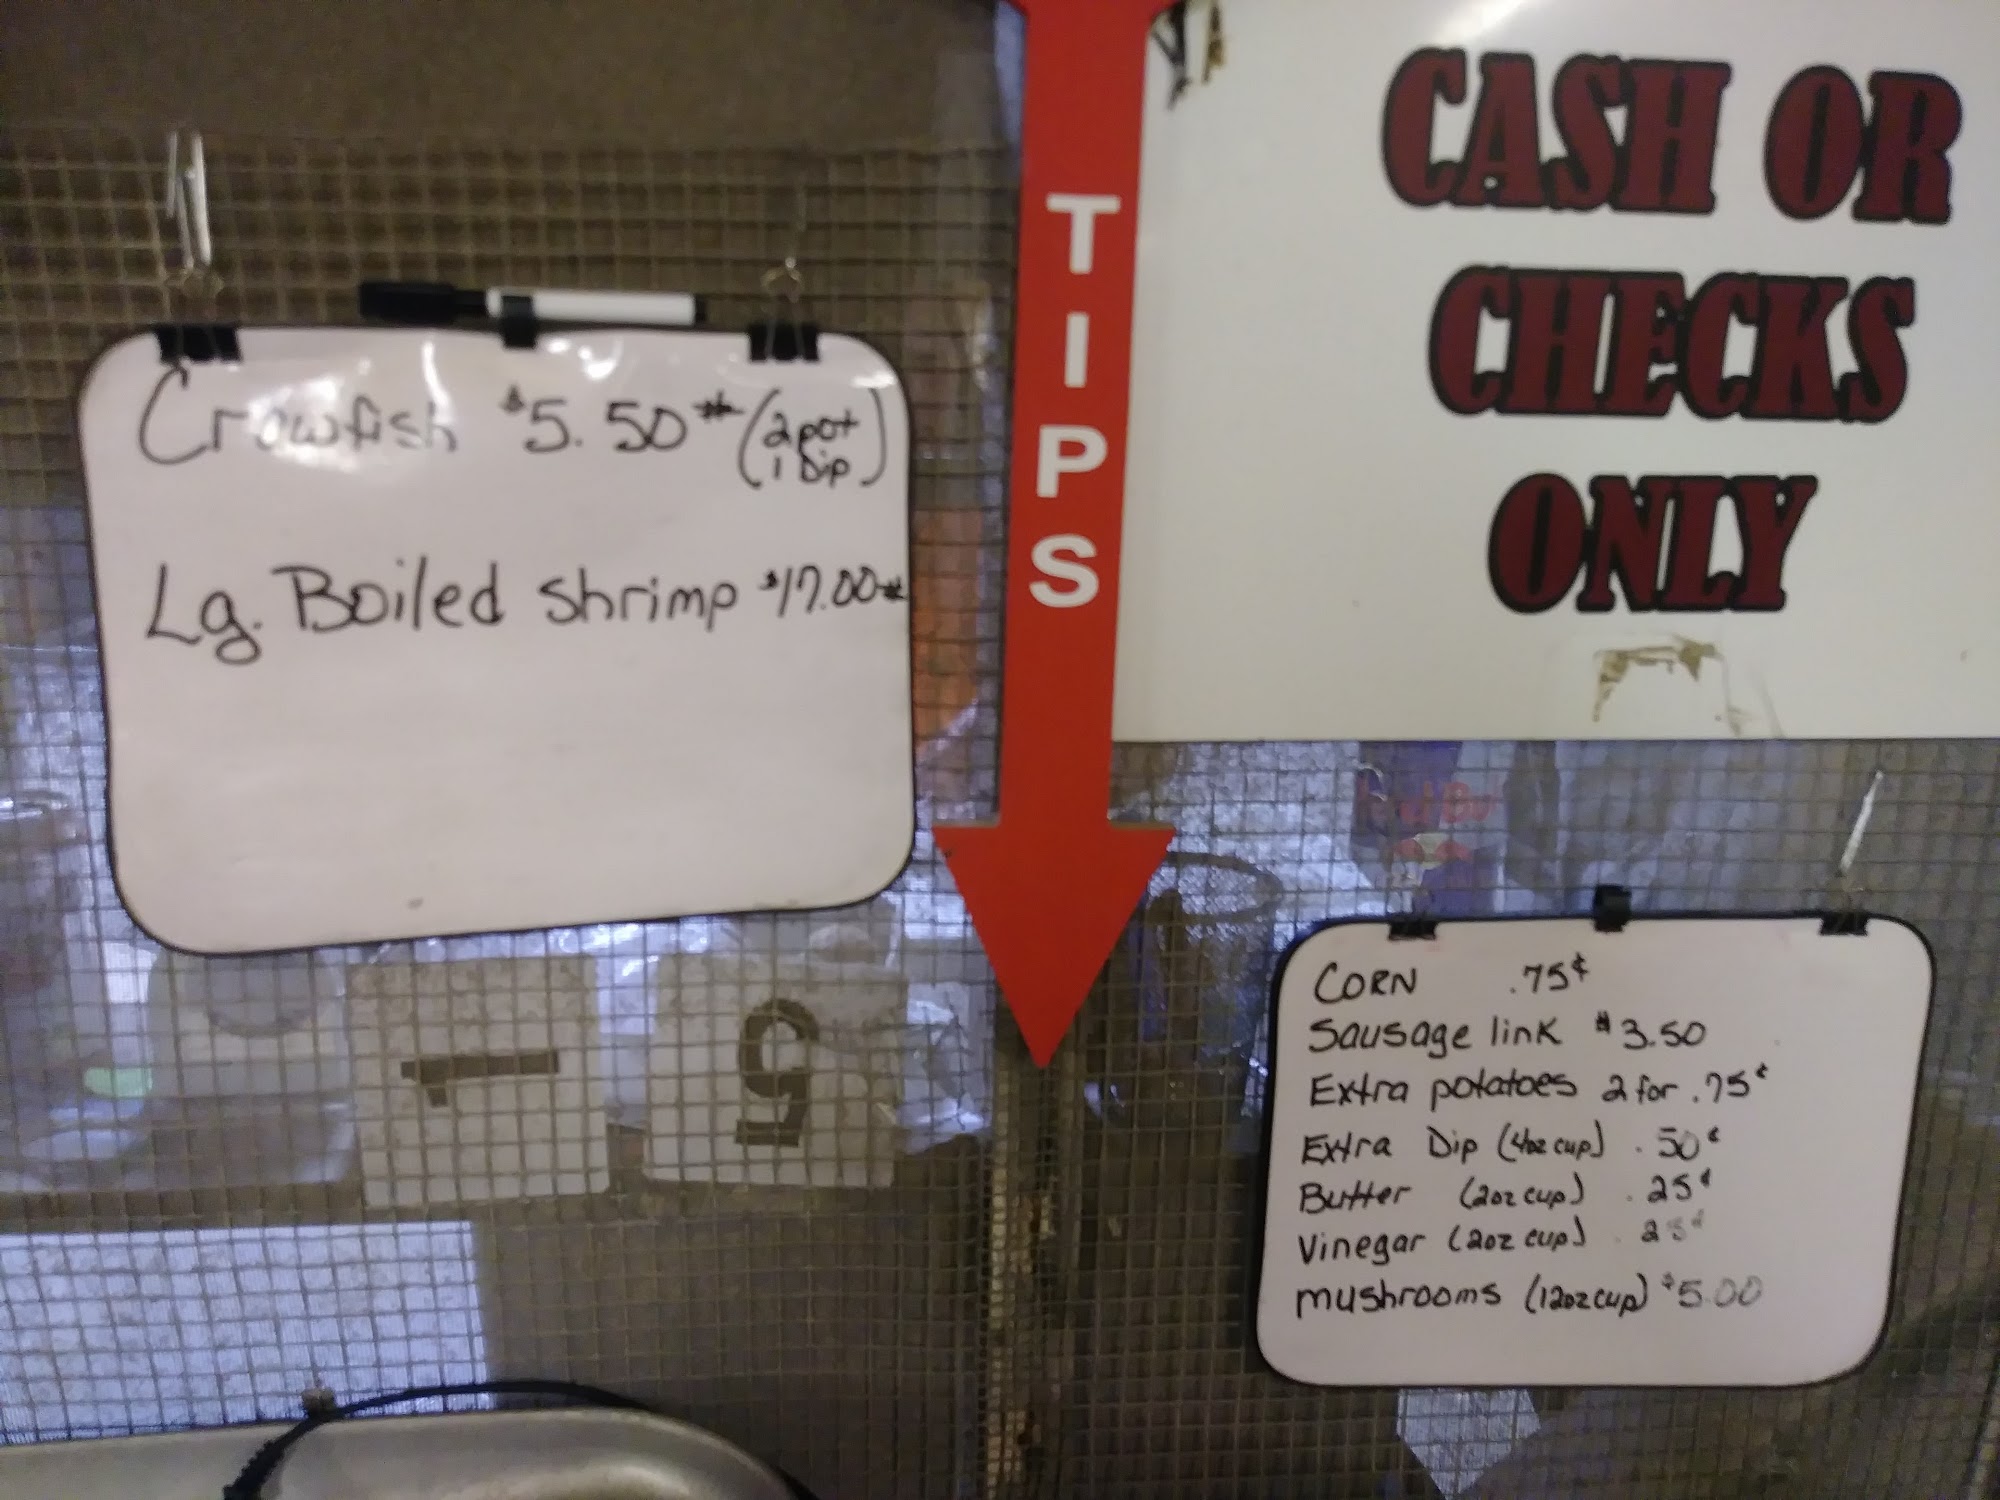 Crawfish $5.50# (2 pot
1 Dip)
Lg. Boiled Shrimp $17.00#
TIPS
CASH OR
CHECKS
ONLY
CORN .75¢
Sausage link $3.50
Extra potatoes 2 for .75¢
Extra Dip (4oz cup) .50¢
Butter (2oz cup) .25¢
Vinegar (2oz cup) .25¢
mushrooms (12oz cup) $5.00